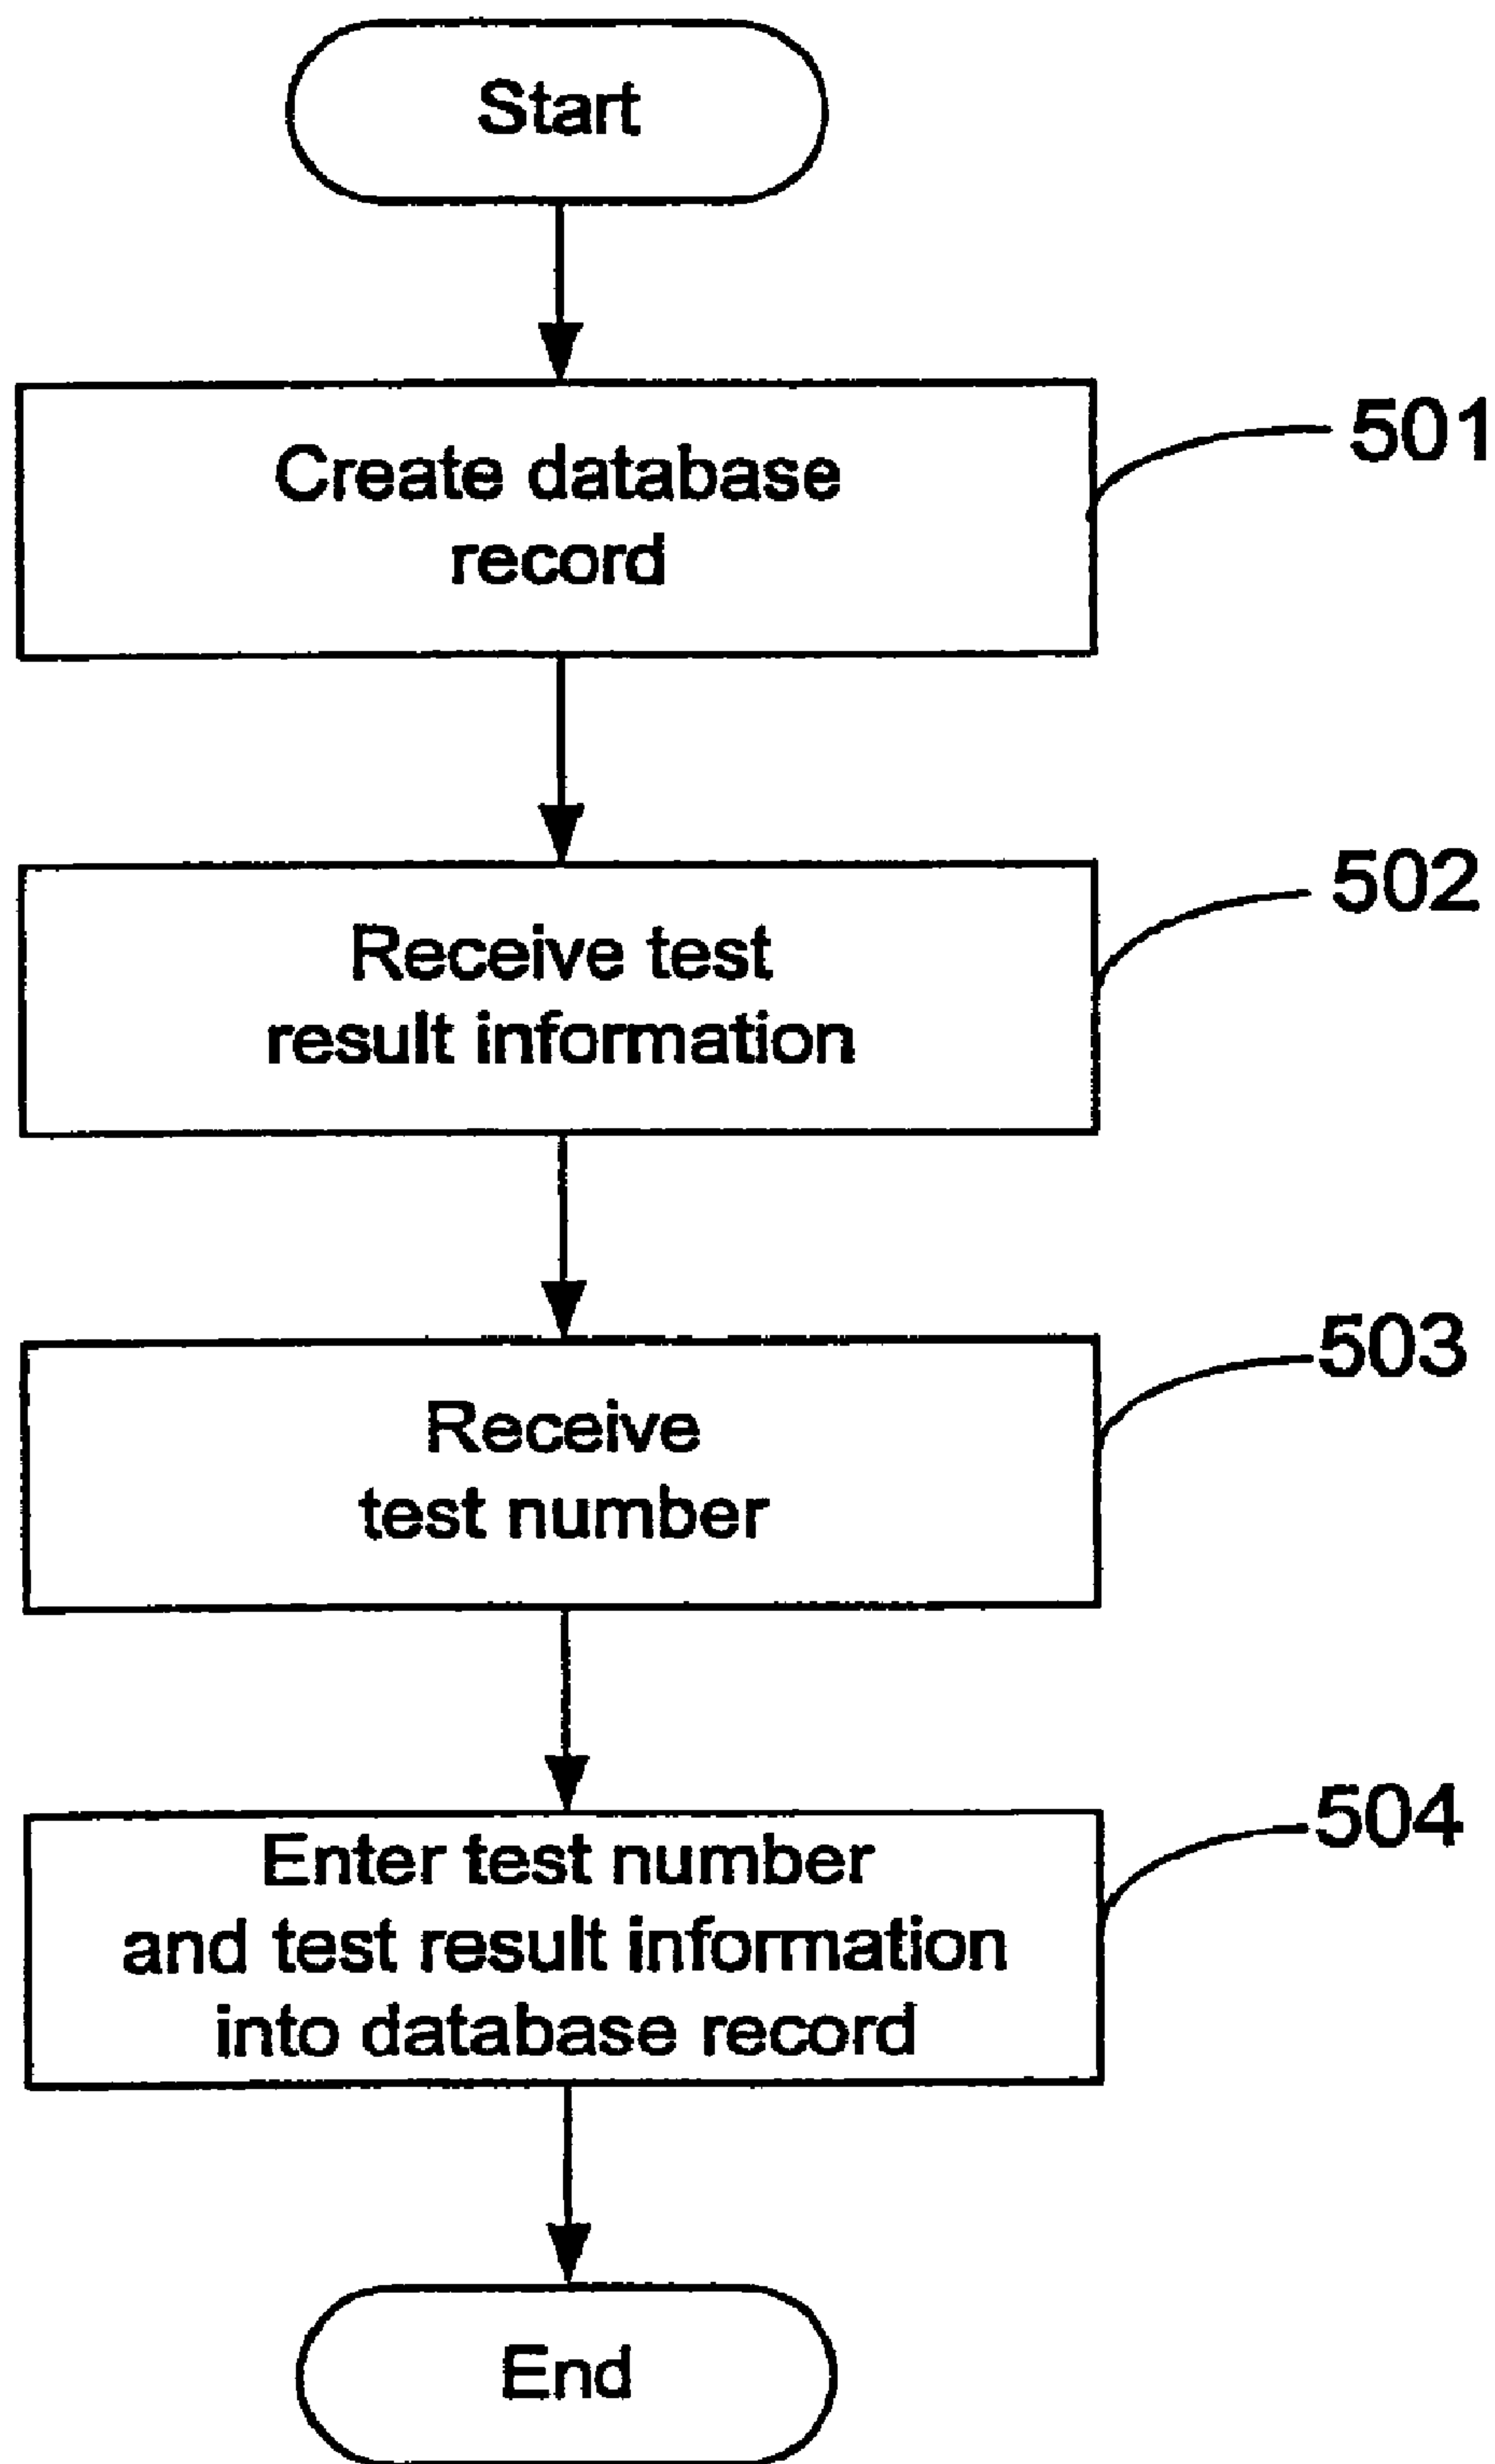 Start
Create database
record
501
Receive test
result information
502
Receive
test number
503
Enter test number
and test result information
into database record
504
End